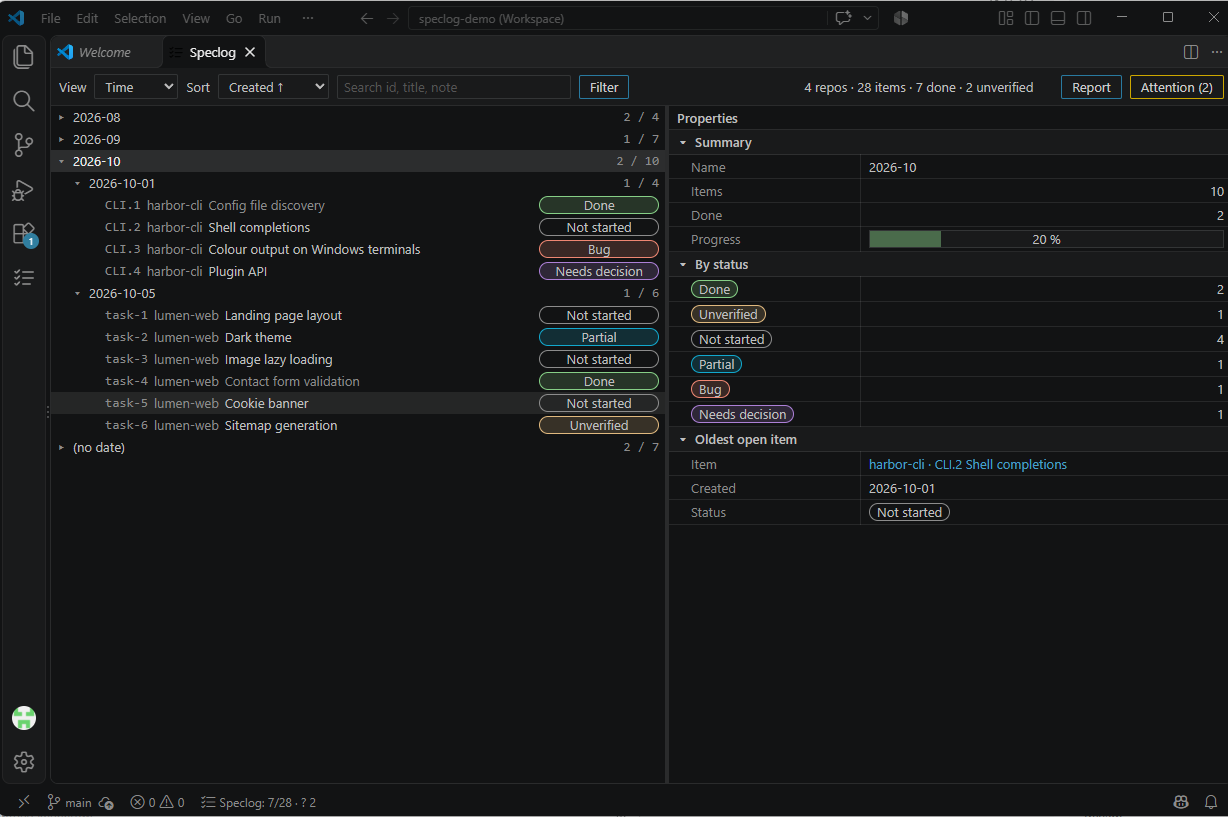 File Edit Selection View Go Run ··· speclog-demo (Workspace)
Welcome Speclog
View Time Sort Created ↑ Search id, title, note Filter 4 repos · 28 items · 7 done · 2 unverified Report Attention (2)
2026-08 2 / 4
2026-09 1 / 7
2026-10 2 / 10
2026-10-01 1 / 4
CLI.1 harbor-cli Config file discovery Done
CLI.2 harbor-cli Shell completions Not started
CLI.3 harbor-cli Colour output on Windows terminals Bug
CLI.4 harbor-cli Plugin API Needs decision
2026-10-05 1 / 6
task-1 lumen-web Landing page layout Not started
task-2 lumen-web Dark theme Partial
task-3 lumen-web Image lazy loading Not started
task-4 lumen-web Contact form validation Done
task-5 lumen-web Cookie banner Not started
task-6 lumen-web Sitemap generation Unverified
(no date) 2 / 7
Properties
Summary
Name 2026-10
Items 10
Done 2
Progress 20 %
By status
Done 2
Unverified 1
Not started 4
Partial 1
Bug 1
Needs decision 1
Oldest open item
Item harbor-cli · CLI.2 Shell completions
Created 2026-10-01
Status Not started
1
main 0 0 Speclog: 7/28 · ? 2